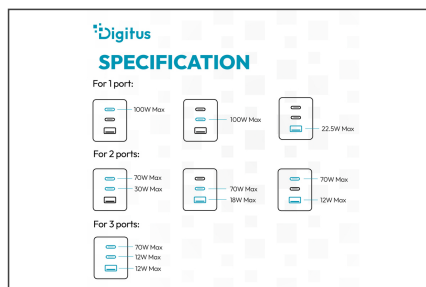 Digitus
SPECIFICATION
For 1 port:
100W Max
100W Max
22.5W Max
For 2 ports:
70W Max
30W Max
70W Max
18W Max
70W Max
12W Max
For 3 ports:
70W Max
12W Max
12W Max